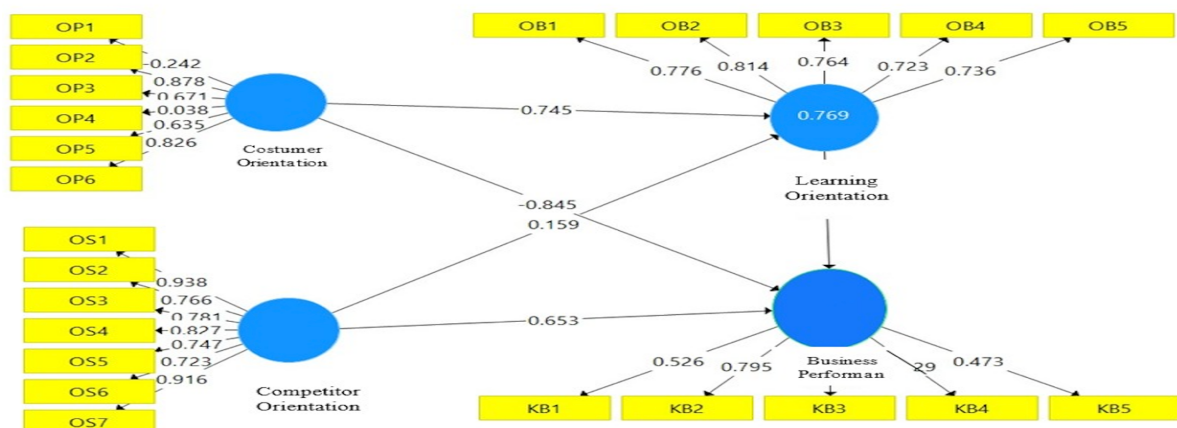 OP1
OP2
OP3
OP4
OP5
OP6
-0.242
0.878
0.671
0.038
0.635
0.826
Costumer
Orientation
OB1
OB2
OB3
OB4
OB5
0.776
0.814
0.764
0.723
0.736
0.745
0.769
Learning
Orientation
-0.845
0.159
OS1
OS2
OS3
OS4
OS5
OS6
OS7
0.938
0.766
0.781
0.827
0.747
0.723
0.916
Competitor
Orientation
0.653
Business
Performan
0.526
0.795
29
0.473
KB1
KB2
KB3
KB4
KB5